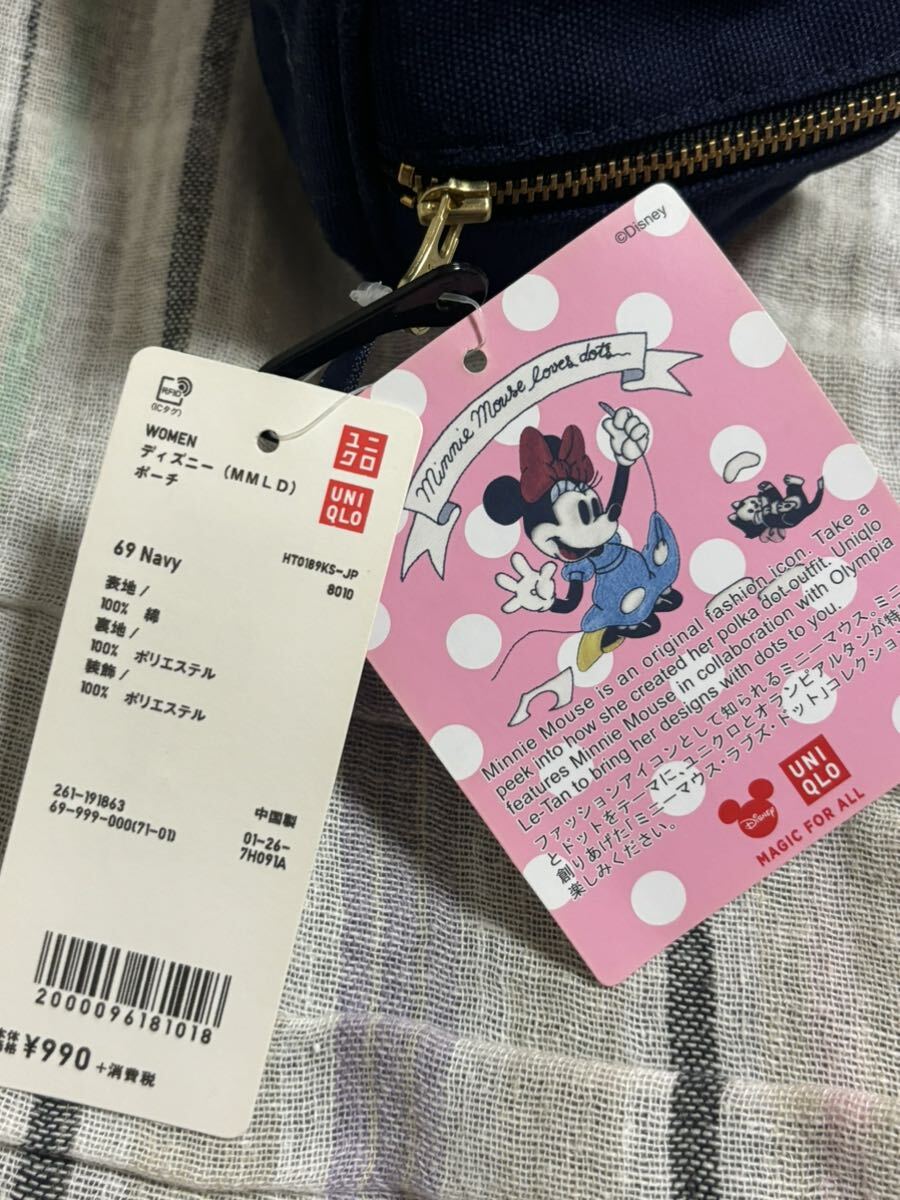 RFID
(ICタグ)
WOMEN
ディズニー (MMLD)
ポーチ
ユニ
クロ
UNI
QLO
69 Navy
HT0189KS-JP
8010
表地/
100% 綿
裏地/
100% ポリエステル
装飾/
100% ポリエステル
261-191863
69-999-000(71-01)
中国製
01-26-
7H091A
2000096181018
本体
価格 ¥990 +消費税
©Disney
Minnie Mouse loves dots
Minnie Mouse is an original fashion icon. Take a
peek into how she created her polka dot outfit. Uniqlo
features Minnie Mouse in collaboration with Olympia
Le-Tan to bring her designs with dots to you.
ファッションアイコンとして知られるミニーマウス。ミニ
とドットをテーマに、ユニクロとオランピアルタンが特
創りあげた「ミニーマウス・ラブズ・ドット」コレクション
楽しみください。
Disney
UNI
QLO
MAGIC FOR ALL